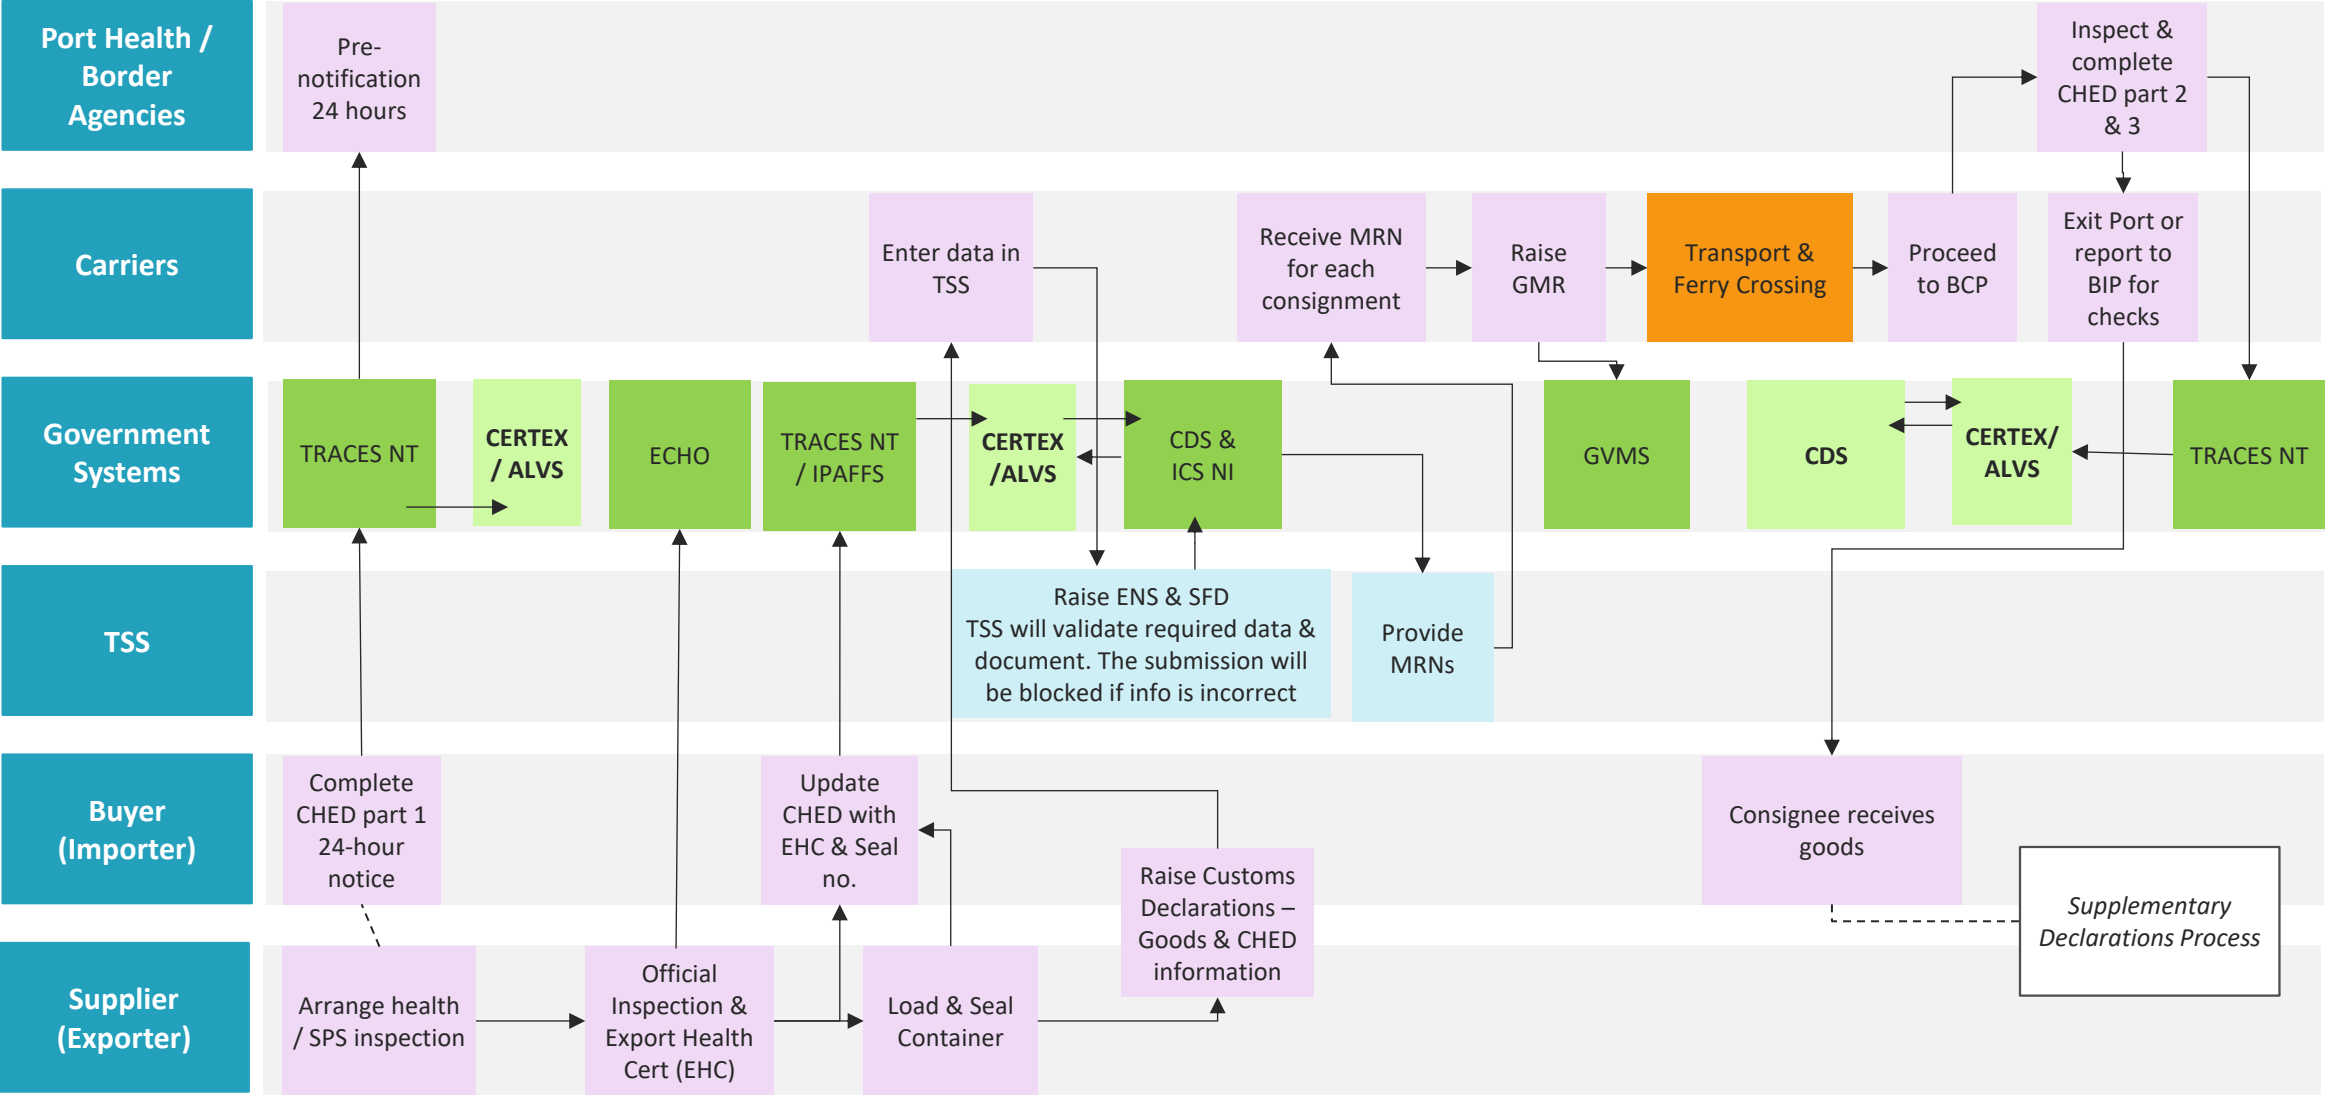 Port Health /
Border
Agencies
Pre-
notification
24 hours
Inspect &
complete
CHED part 2
& 3
Carriers
Enter data in
TSS
Receive MRN
for each
consignment
Raise
GMR
Transport &
Ferry Crossing
Proceed
to BCP
Exit Port or
report to
BIP for
checks
Government
Systems
TRACES NT
CERTEX
/ ALVS
ECHO
TRACES NT
/ IPAFFS
CERTEX
/ALVS
CDS &
ICS NI
GVMS
CDS
CERTEX/
ALVS
TRACES NT
TSS
Raise ENS & SFD
TSS will validate required data &
document. The submission will
be blocked if info is incorrect
Provide
MRNs
Buyer
(Importer)
Complete
CHED part 1
24-hour
notice
Update
CHED with
EHC & Seal
no.
Raise Customs
Declarations –
Goods & CHED
information
Consignee receives
goods
Supplementary
Declarations Process
Supplier
(Exporter)
Arrange health
/ SPS inspection
Official
Inspection &
Export Health
Cert (EHC)
Load & Seal
Container